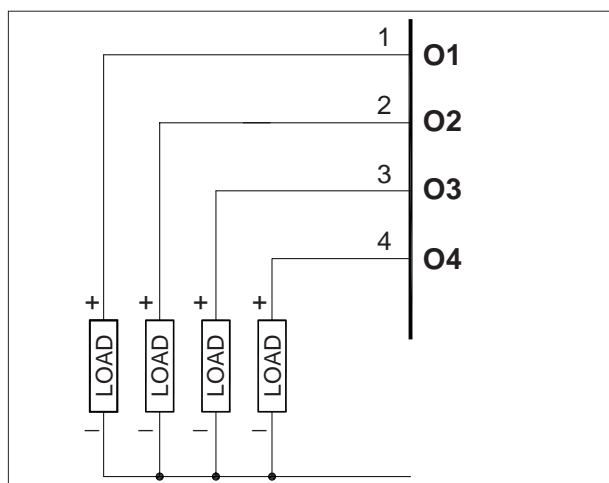 1 O1
2 O2
3 O3
4 O4
+ + + +
LOAD LOAD LOAD LOAD
– – – –